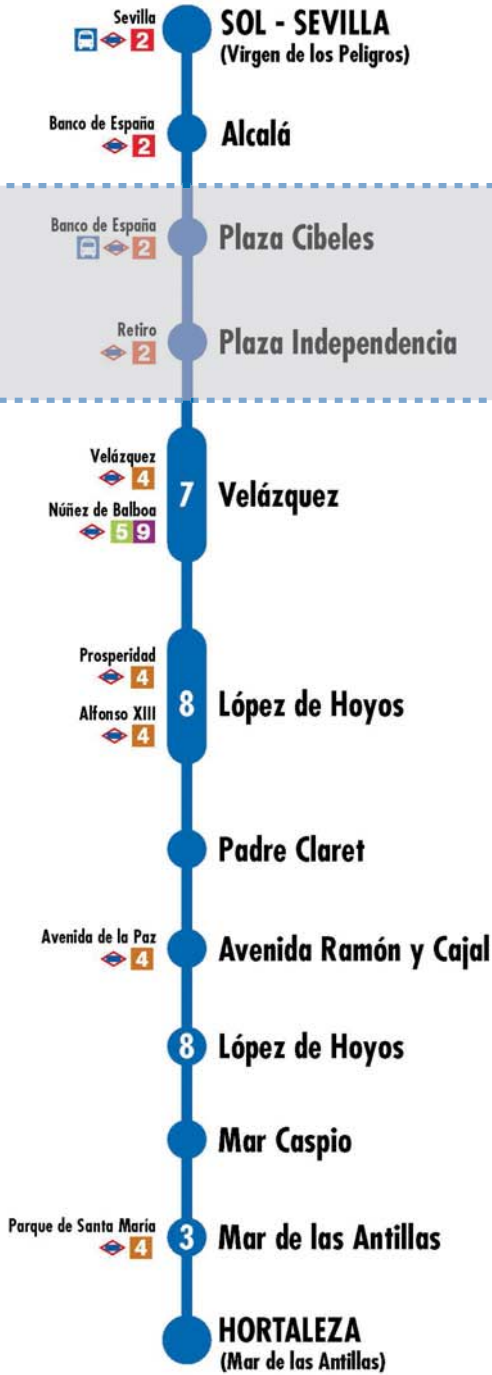 Sevilla
2
SOL - SEVILLA
(Virgen de los Peligros)
Banco de España
2
Alcalá
Banco de España
2
Plaza Cibeles
Retiro
2
Plaza Independencia
Velázquez
4
Núñez de Balboa
5 9
7
Velázquez
Prosperidad
4
Alfonso XIII
4
8
López de Hoyos
Padre Claret
Avenida de la Paz
4
Avenida Ramón y Cajal
8
López de Hoyos
Mar Caspio
Parque de Santa María
4
3
Mar de las Antillas
HORTALEZA
(Mar de las Antillas)